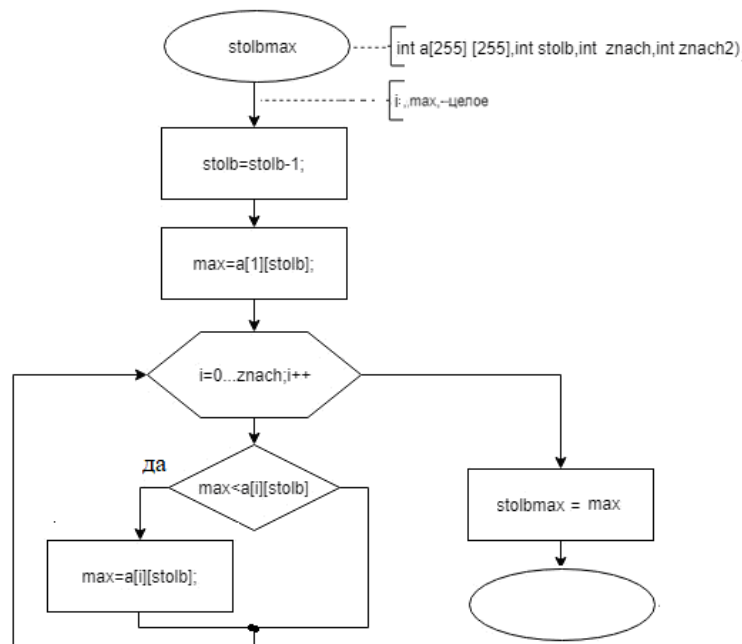 stolbmax
int a[255] [255],int stolb,int znach,int znach2)
i:,,max,--целое
stolb=stolb-1;
max=a[1][stolb];
i=0...znach;i++
да
max<a[i][stolb]
stolbmax = max
max=a[i][stolb];